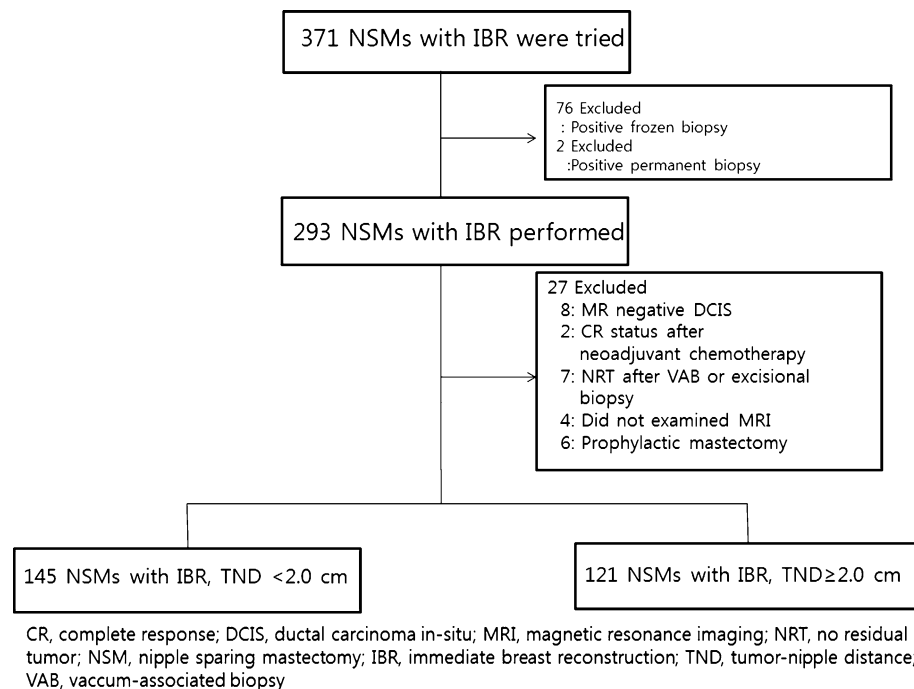 371 NSMs with IBR were tried
76 Excluded
: Positive frozen biopsy
2 Excluded
:Positive permanent biopsy
293 NSMs with IBR performed
27 Excluded
8: MR negative DCIS
2: CR status after
neoadjuvant chemotherapy
7: NRT after VAB or excisional
biopsy
4: Did not examined MRI
6: Prophylactic mastectomy
145 NSMs with IBR, TND <2.0 cm
121 NSMs with IBR, TND≥2.0 cm
CR, complete response; DCIS, ductal carcinoma in-situ; MRI, magnetic resonance imaging; NRT, no residual
tumor; NSM, nipple sparing mastectomy; IBR, immediate breast reconstruction; TND, tumor-nipple distance;
VAB, vaccum-associated biopsy